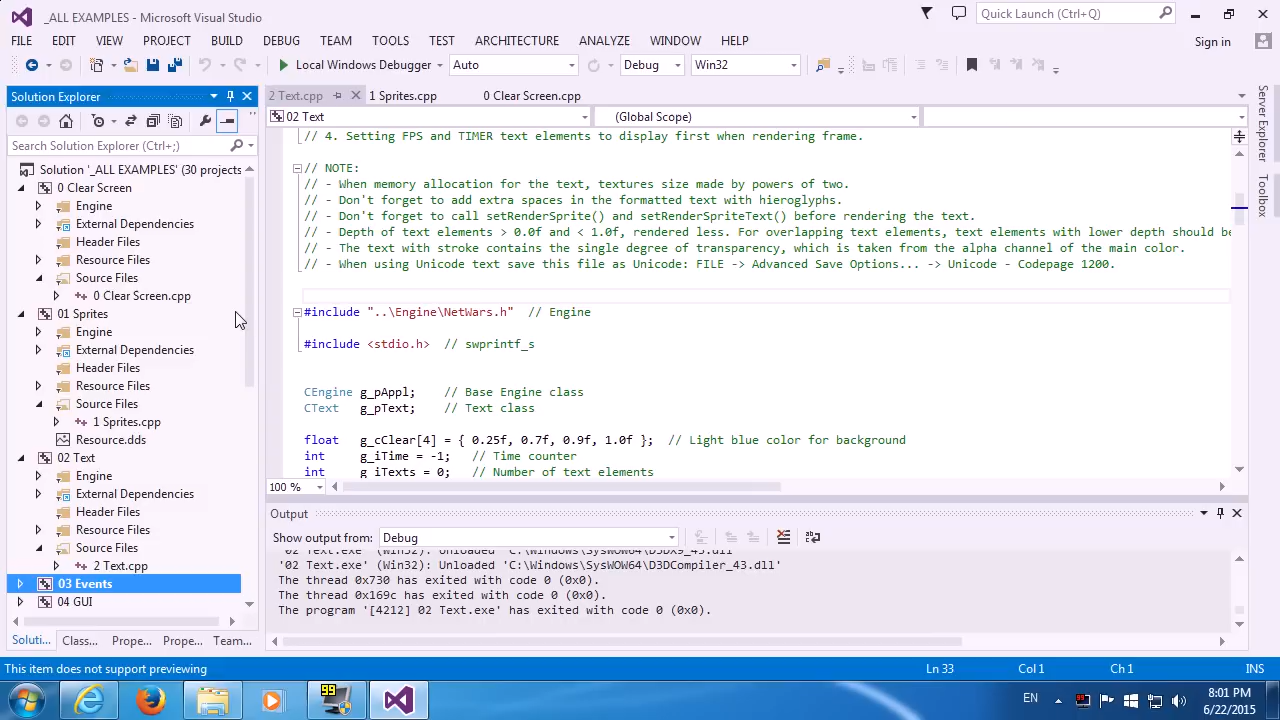 _ALL EXAMPLES - Microsoft Visual Studio
Quick Launch (Ctrl+Q)
FILE EDIT VIEW PROJECT BUILD DEBUG TEAM TOOLS TEST ARCHITECTURE ANALYZE WINDOW HELP
Sign in
Local Windows Debugger Auto Debug Win32
Solution Explorer
Search Solution Explorer (Ctrl+;)
Solution '_ALL EXAMPLES' (30 projects
0 Clear Screen
Engine
External Dependencies
Header Files
Resource Files
Source Files
0 Clear Screen.cpp
01 Sprites
Engine
External Dependencies
Header Files
Resource Files
Source Files
1 Sprites.cpp
Resource.dds
02 Text
Engine
External Dependencies
Header Files
Resource Files
Source Files
2 Text.cpp
03 Events
04 GUI
Soluti... Class... Prope... Prope... Team...
2 Text.cpp 1 Sprites.cpp 0 Clear Screen.cpp
02 Text (Global Scope)
// 4. Setting FPS and TIMER text elements to display first when rendering frame.
// NOTE:
// - When memory allocation for the text, textures size made by powers of two.
// - Don't forget to add extra spaces in the formatted text with hieroglyphs.
// - Don't forget to call setRenderSprite() and setRenderSpriteText() before rendering the text.
// - Depth of text elements > 0.0f and < 1.0f, rendered less. For overlapping text elements, text elements with lower depth should be
// - The text with stroke contains the single degree of transparency, which is taken from the alpha channel of the main color.
// - When using Unicode text save this file as Unicode: FILE -> Advanced Save Options... -> Unicode - Codepage 1200.
#include "..\Engine\NetWars.h" // Engine
#include <stdio.h> // swprintf_s
CEngine g_pAppl; // Base Engine class
CText g_pText; // Text class
float g_cClear[4] = { 0.25f, 0.7f, 0.9f, 1.0f }; // Light blue color for background
int g_iTime = -1; // Time counter
int g_iTexts = 0; // Number of text elements
100 %
Output
Show output from: Debug
'02 Text.exe' (Win32): Unloaded 'C:\Windows\SysWOW64\D3DX9_43.dll'
'02 Text.exe' (Win32): Unloaded 'C:\Windows\SysWOW64\D3DCompiler_43.dll'
The thread 0x730 has exited with code 0 (0x0).
The thread 0x169c has exited with code 0 (0x0).
The program '[4212] 02 Text.exe' has exited with code 0 (0x0).
Server Explorer
Toolbox
This item does not support previewing Ln 33 Col 1 Ch 1 INS
99
EN
8:01 PM
6/22/2015